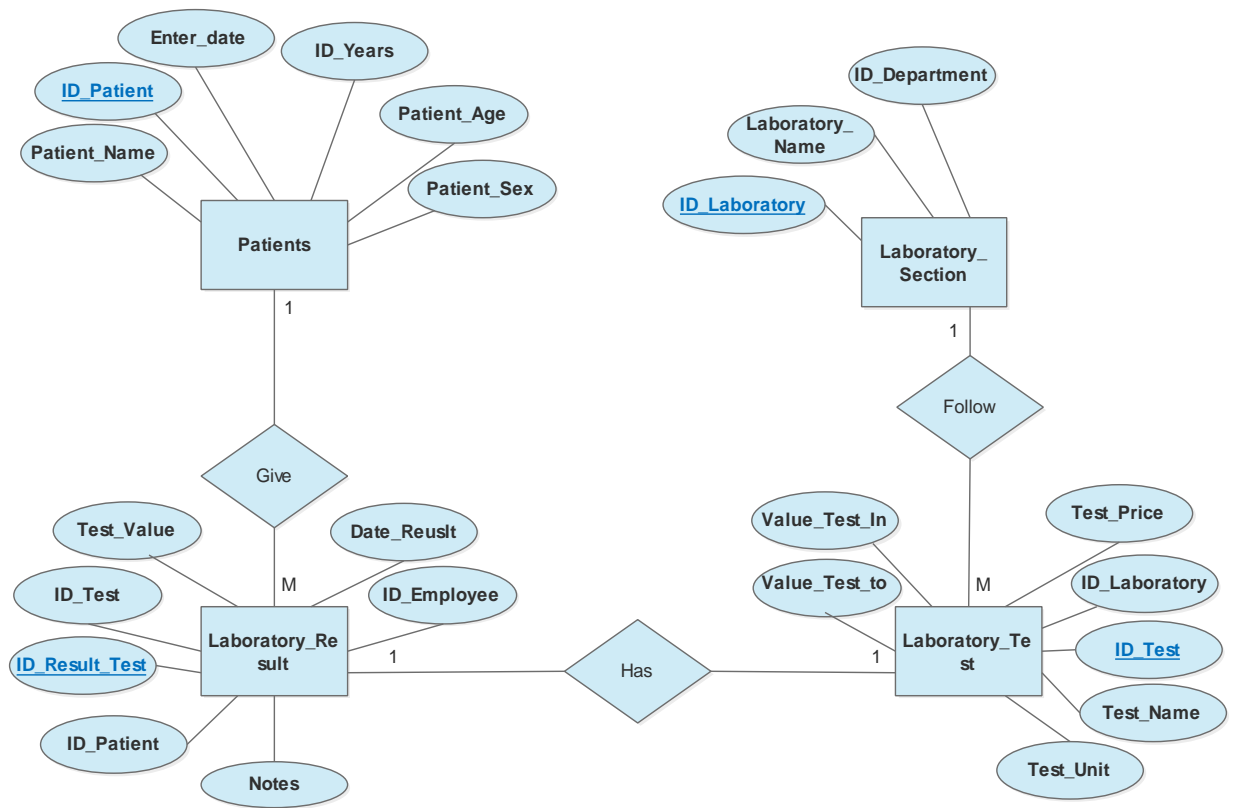 Enter_date
ID_Years
ID_Patient
Patient_Age
Patient_Name
Patient_Sex
Patients
1
ID_Department
Laboratory_
Name
ID_Laboratory
Laboratory_
Section
1
Follow
Give
Test_Value
Date_Reuslt
M
ID_Test
ID_Employee
Laboratory_Re
sult
1
ID_Result_Test
ID_Patient
Notes
Has
Value_Test_In
Test_Price
Value_Test_to
M
ID_Laboratory
Laboratory_Te
st
1
ID_Test
Test_Name
Test_Unit